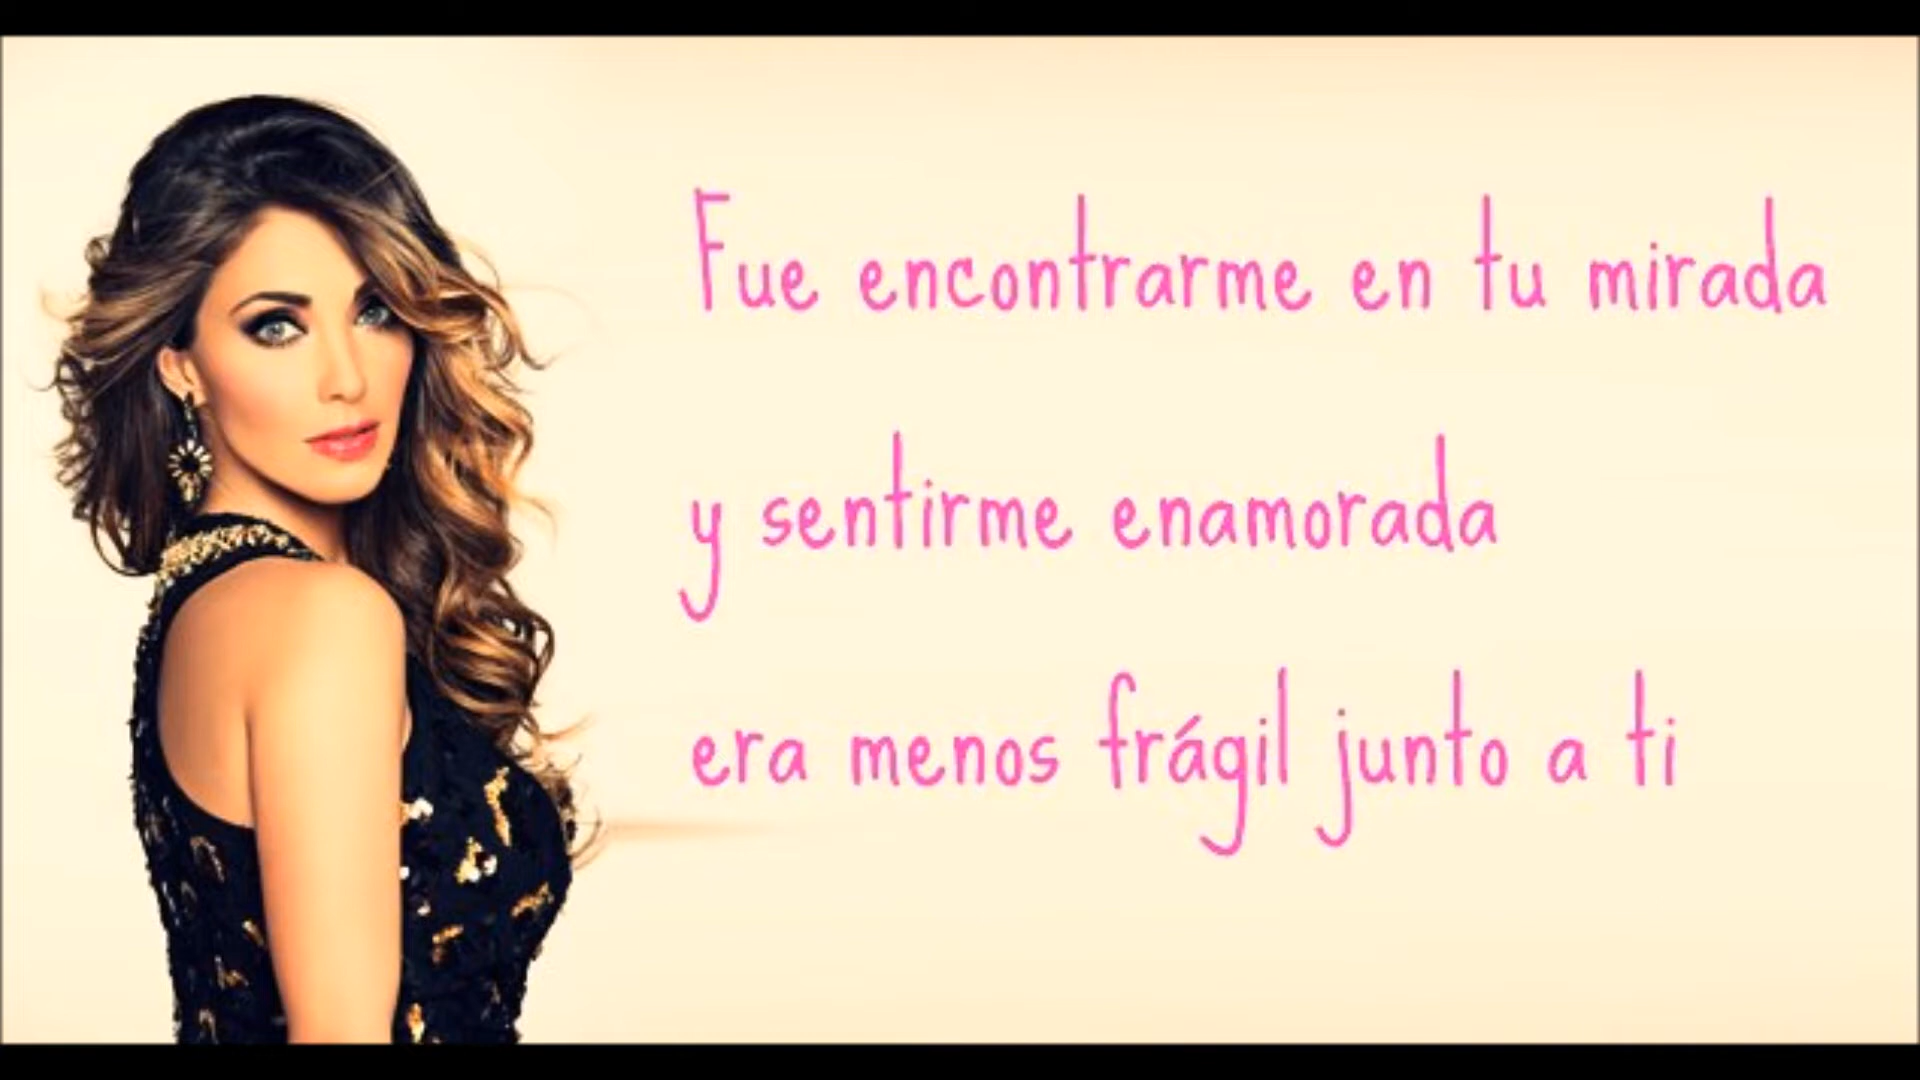 Fue encontrarme en tu mirada
y sentirme enamorada
era menos frágil junto a ti